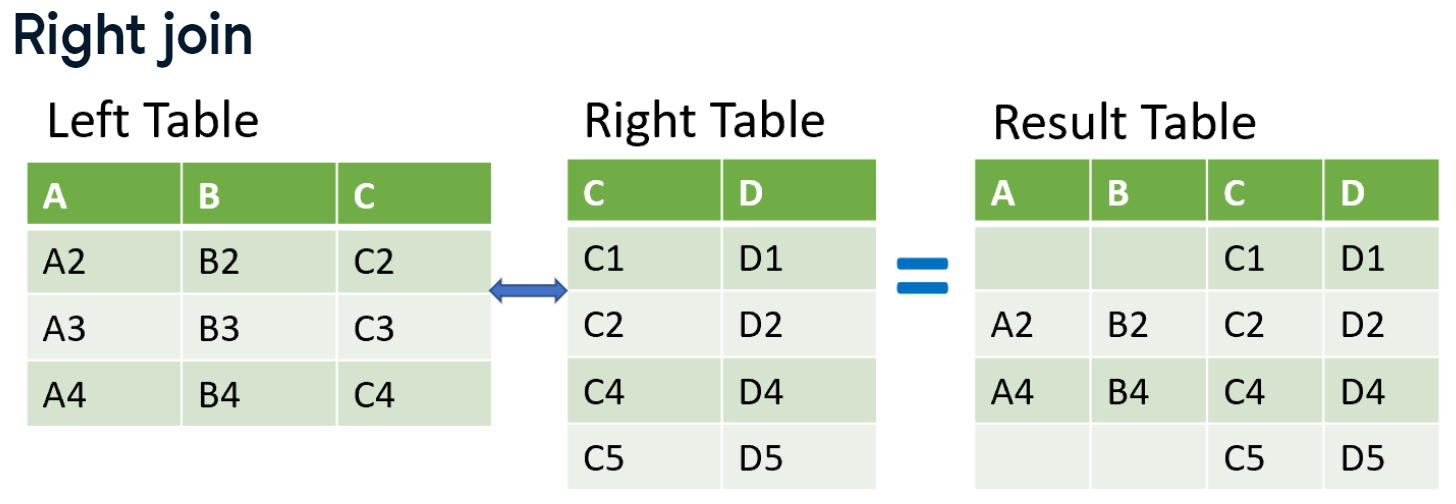 Right join
Left Table Right Table Result Table
A B C C D A B C D
A2 B2 C2 C1 D1 C1 D1
A3 B3 C3 C2 D2 A2 B2 C2 D2
A4 B4 C4 C4 D4 A4 B4 C4 D4
C5 D5 C5 D5